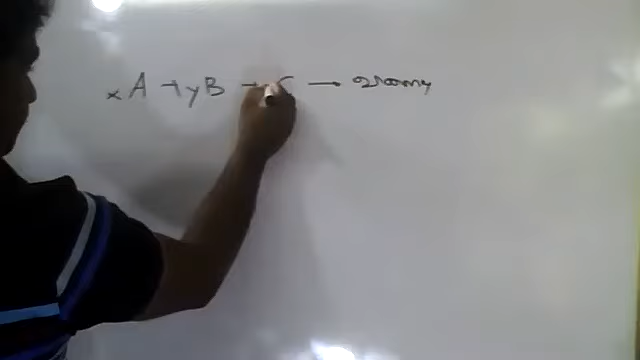 xA + yB → C →